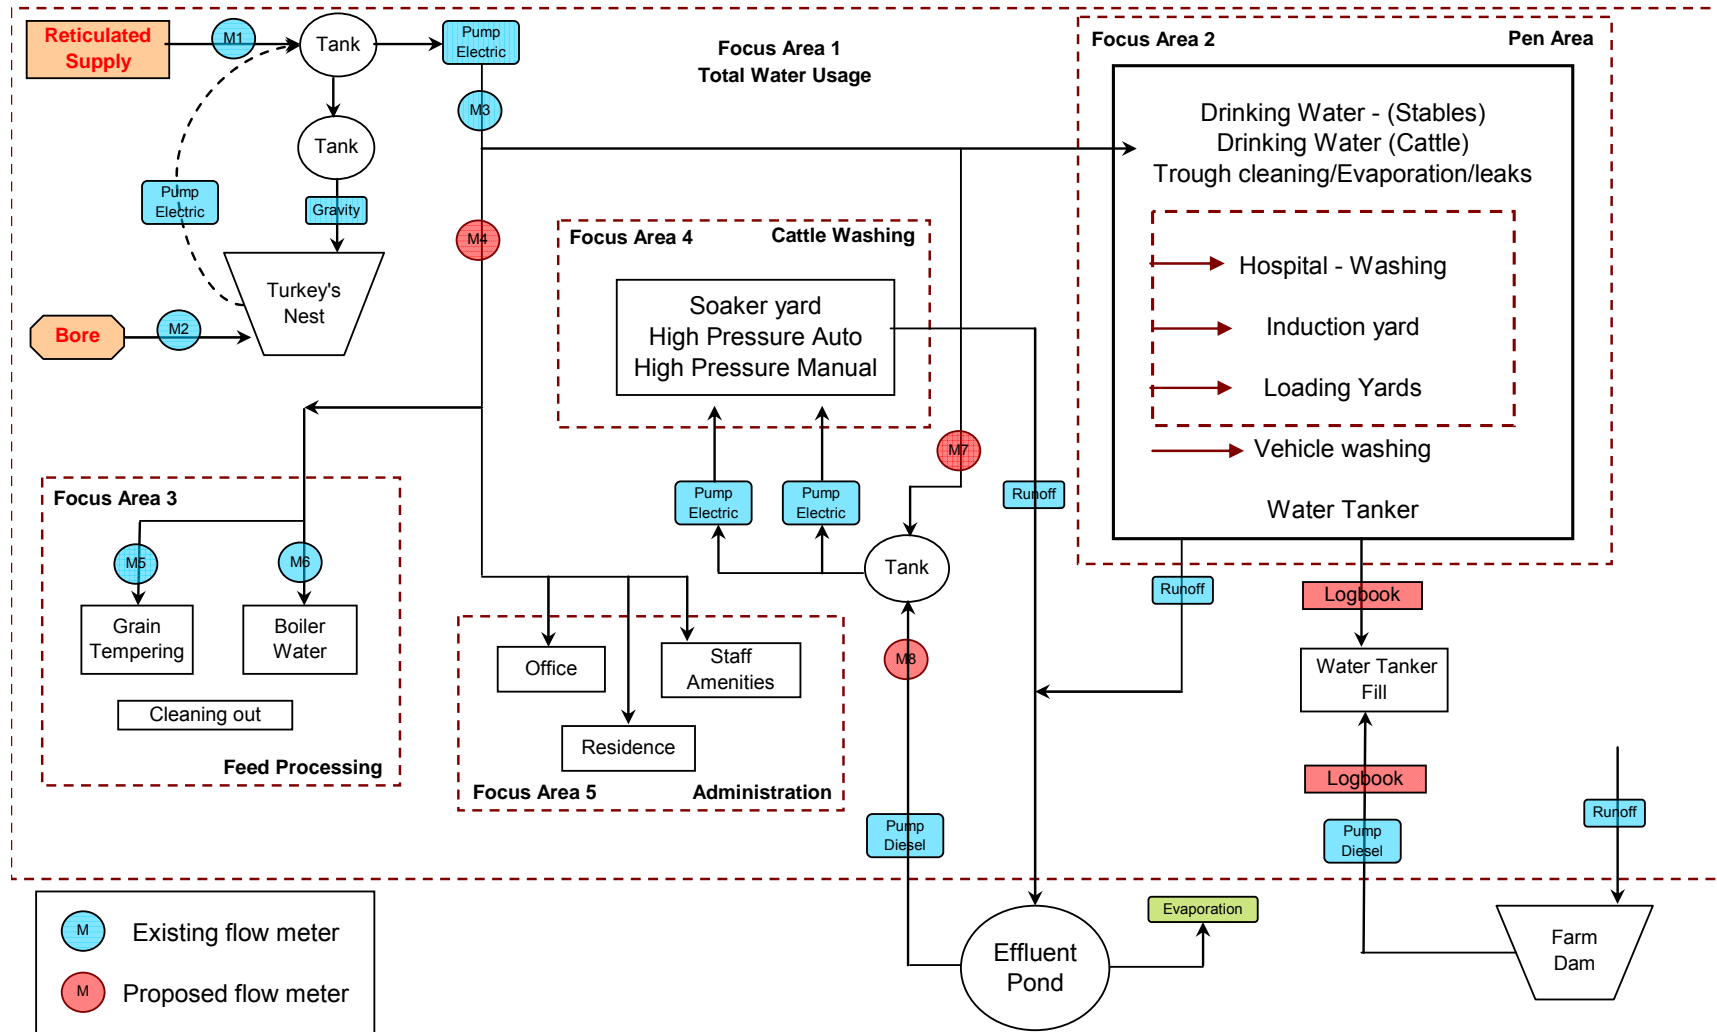 Reticulated
Supply
M1
Tank
Pump
Electric
Focus Area 1
Total Water Usage
Focus Area 2
Pen Area
M3
Drinking Water - (Stables)
Drinking Water (Cattle)
Trough cleaning/Evaporation/leaks
Tank
Pump
Electric
Gravity
M4
Focus Area 4
Cattle Washing
Turkey's
Nest
Bore
M2
Soaker yard
High Pressure Auto
High Pressure Manual
Hospital - Washing
Induction yard
Loading Yards
Vehicle washing
Water Tanker
M7
Focus Area 3
Pump
Electric
Pump
Electric
Runoff
M5
M6
Tank
Runoff
Logbook
Grain
Tempering
Boiler
Water
Office
Staff
Amenities
M8
Water Tanker
Fill
Cleaning out
Residence
Feed Processing
Focus Area 5
Administration
Logbook
Pump
Diesel
Pump
Diesel
Runoff
M
Existing flow meter
M
Proposed flow meter
Effluent
Pond
Evaporation
Farm
Dam